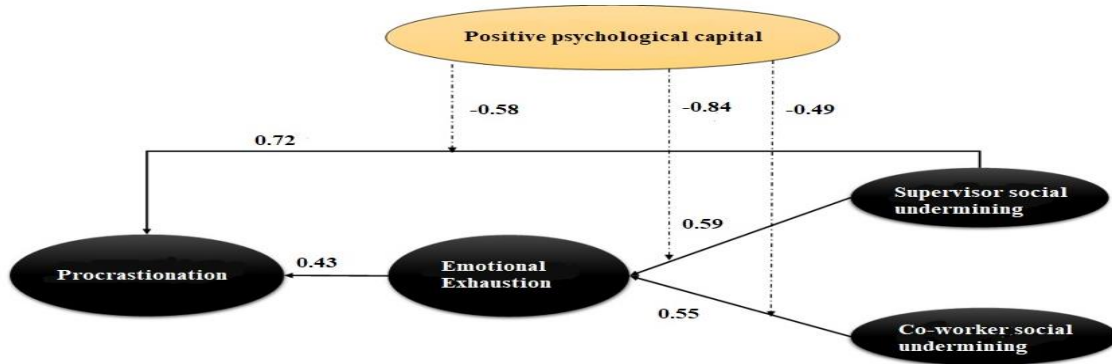 Positive psychological capital
-0.58
-0.84
-0.49
0.72
Supervisor social
undermining
0.59
Procrastionation
0.43
Emotional
Exhaustion
0.55
Co-worker social
undermining